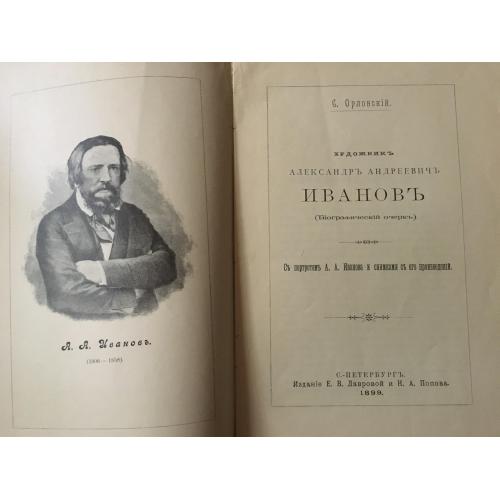 А. А. Ивановъ.
(1806—1858).
С. Орловскій.
ХУДОЖНИКЪ
АЛЕКСАНДРЪ АНДРЕЕВИЧЪ
ИВАНОВЪ
(Біографическій очеркъ).
Съ портретомъ А. А. Иванова и снимками съ его произведеній.
С.-ПЕТЕРБУРГЪ.
Изданіе Е. В. Лавровой и Н. А. Попова.
1899.